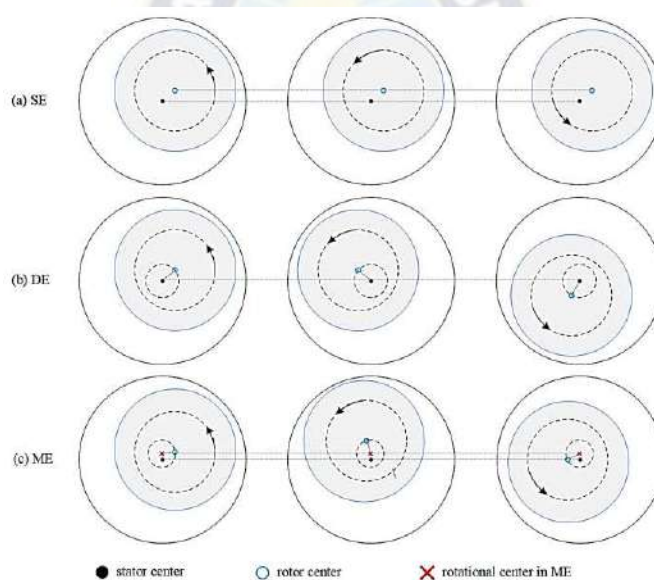 (a) SE
(b) DE
(c) ME
stator center rotor center rotational center in ME